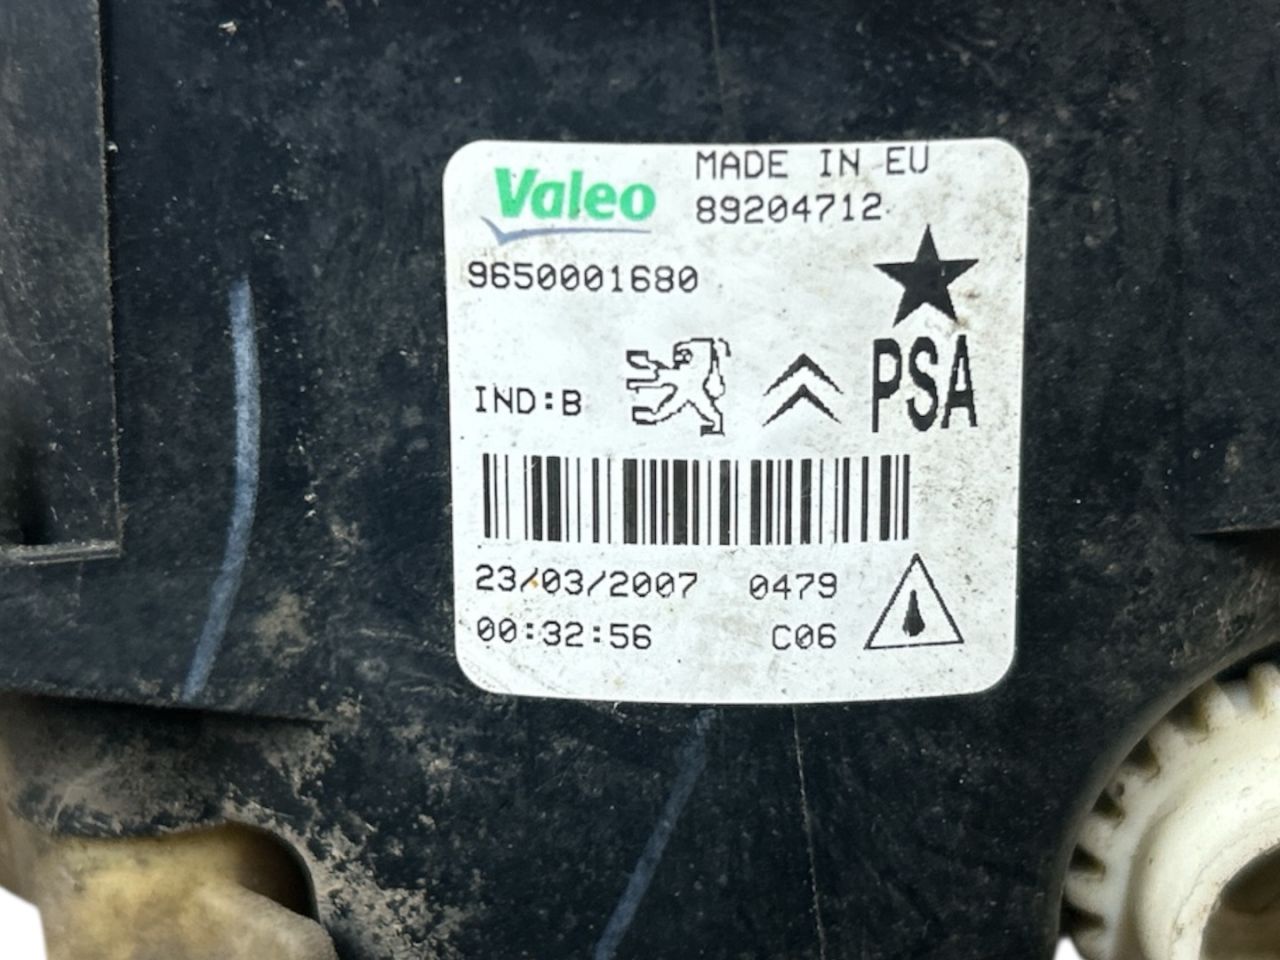 Valeo
MADE IN EU
89204712
9650001680
IND:B
PSA
23/03/2007 0479
00:32:56 C06